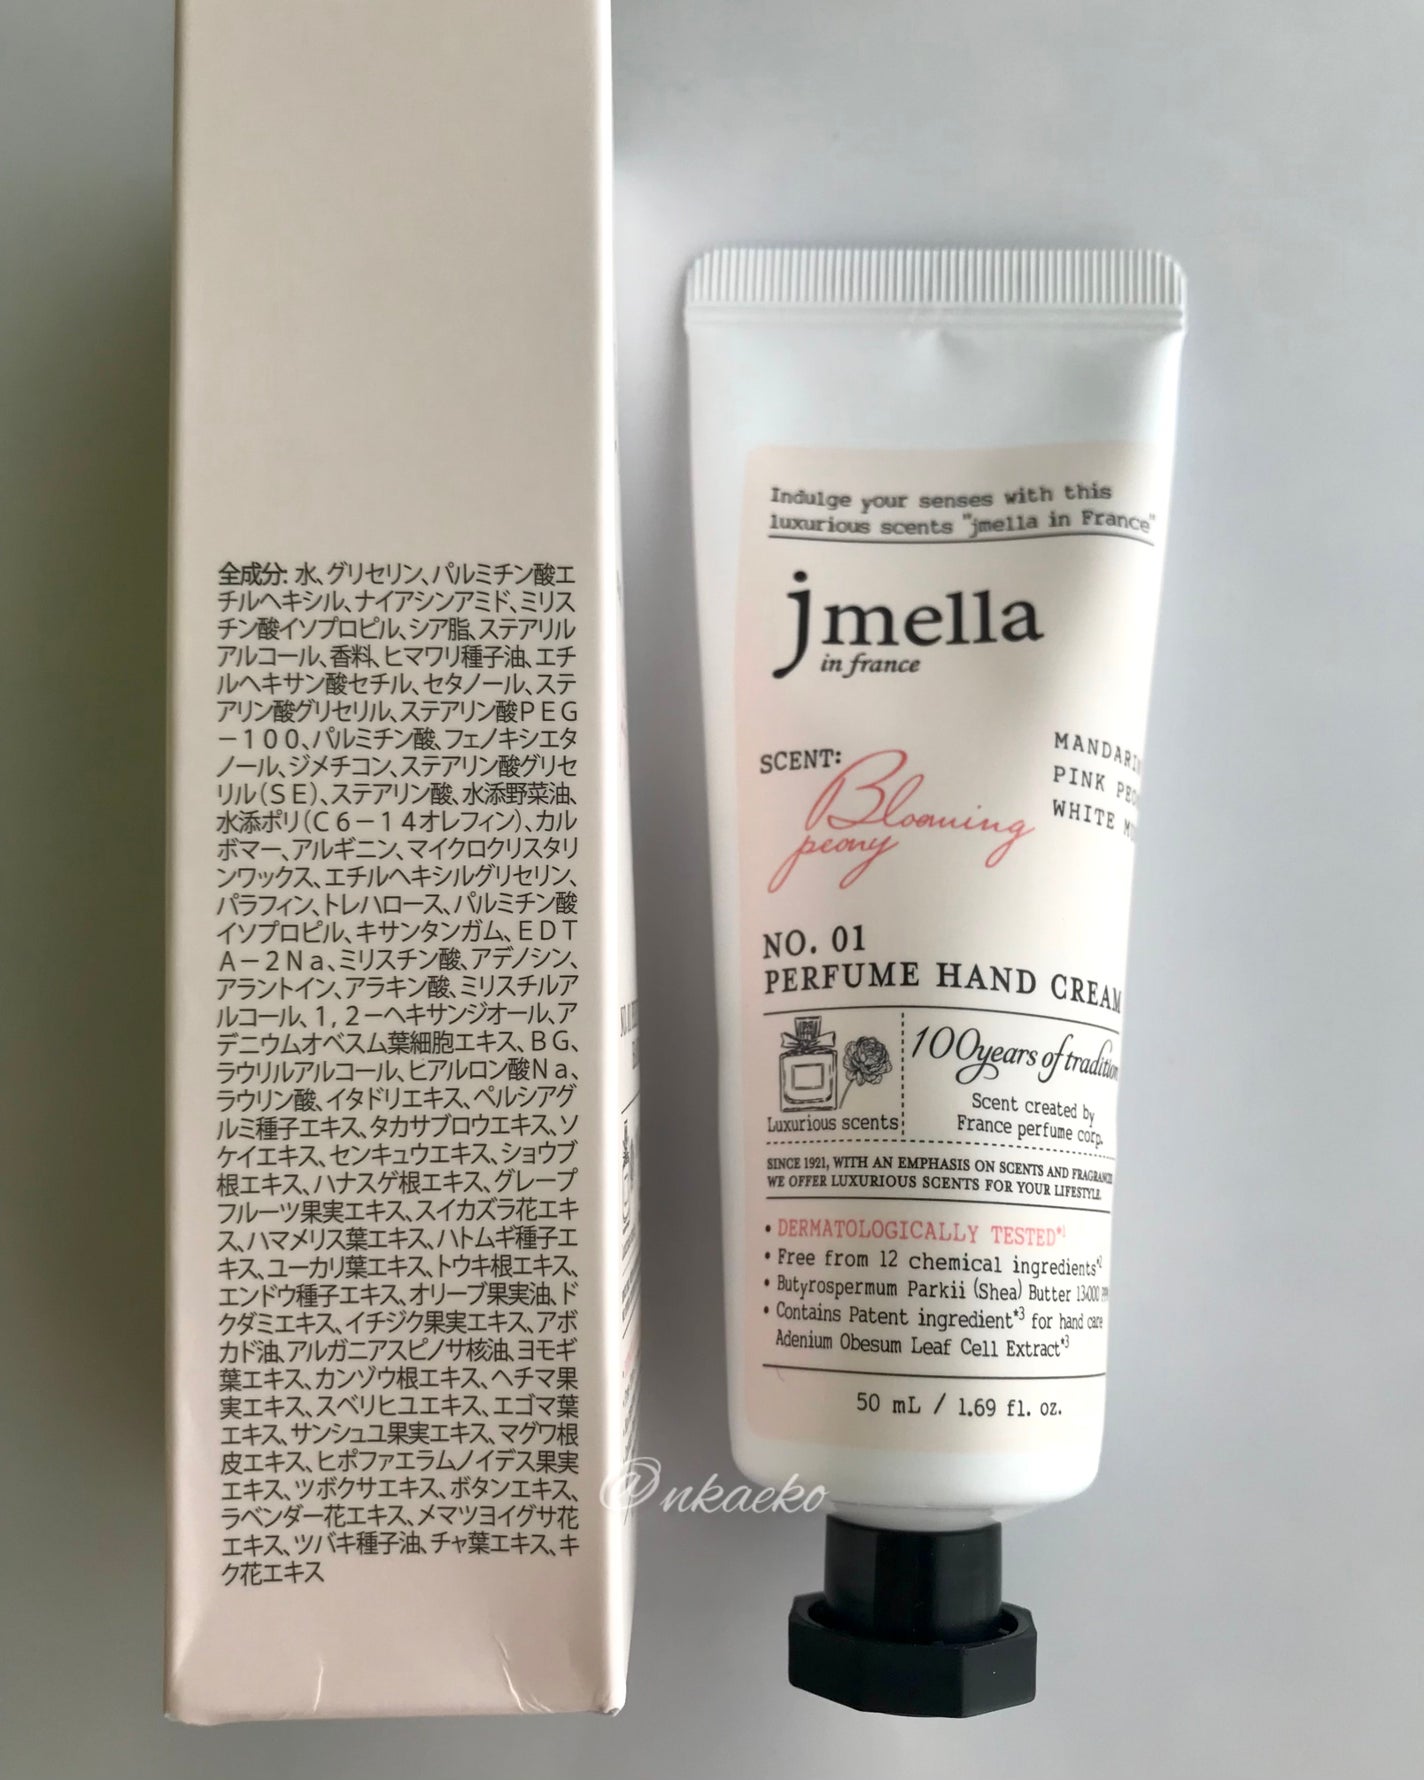 全成分: 水、グリセリン、パルミチン酸エ
チルヘキシル、ナイアシンアミド、ミリス
チン酸イソプロピル、シア脂、ステアリル
アルコール、香料、ヒマワリ種子油、エチ
ルヘキサン酸セチル、セタノール、ステ
アリン酸グリセリル、ステアリン酸PEG
－100、パルミチン酸、フェノキシエタ
ノール、ジメチコン、ステアリン酸グリセ
リル(SE)、ステアリン酸、水添野菜油、
水添ポリ(C6－14オレフィン)、カル
ボマー、アルギニン、マイクロクリスタリ
ンワックス、エチルヘキシルグリセリン、
パラフィン、トレハロース、パルミチン酸
イソプロピル、キサンタンガム、EDT
A－2Na、ミリスチン酸、アデノシン、
アラントイン、アラキン酸、ミリスチルア
ルコール、1,2－ヘキサンジオール、ア
デニウムオベスム葉細胞エキス、BG、
ラウリルアルコール、ヒアルロン酸Na、
ラウリン酸、イタドリエキス、ペルシアグ
ルミ種子エキス、タカサブロウエキス、ソ
ケイエキス、センキュウエキス、ショウブ
根エキス、ハナスゲ根エキス、グレープ
フルーツ果実エキス、スイカズラ花エキ
ス、ハマメリス葉エキス、ハトムギ種子エ
キス、ユーカリ葉エキス、トウキ根エキス、
エンドウ種子エキス、オリーブ果実油、ド
クダミエキス、イチジク果実エキス、アボ
カド油、アルガニアスピノサ核油、ヨモギ
葉エキス、カンゾウ根エキス、ヘチマ果
実エキス、スベリヒユエキス、エゴマ葉
エキス、サンシュユ果実エキス、マグワ根
皮エキス、ヒポファエラムノイデス果実
エキス、ツボクサエキス、ボタンエキス、
ラベンダー花エキス、メマツヨイグサ花
エキス、ツバキ種子油、チャ葉エキス、キ
ク花エキス
Indulge your senses with this
luxurious scents "jmella in France"
jmella
in france
SCENT:
Blooming
peony
MANDARIN
PINK
WHITE
NO. 01
PERFUME HAND CREAM
Luxurious scents
100years of tradition
Scent created by
France perfume corp.
SINCE 1921, WITH AN EMPHASIS ON SCENTS AND FRAGRANCE
WE OFFER LUXURIOUS SCENTS FOR YOUR LIFESTYLE.
• DERMATOLOGICALLY TESTED*1
• Free from 12 chemical ingredients*2
• Butyrospermum Parkii (Shea) Butter 13,000
• Contains Patent ingredient*3 for hand care
Adenium Obesum Leaf Cell Extract*3
50 mL / 1.69 fl. oz.
@nkaeko